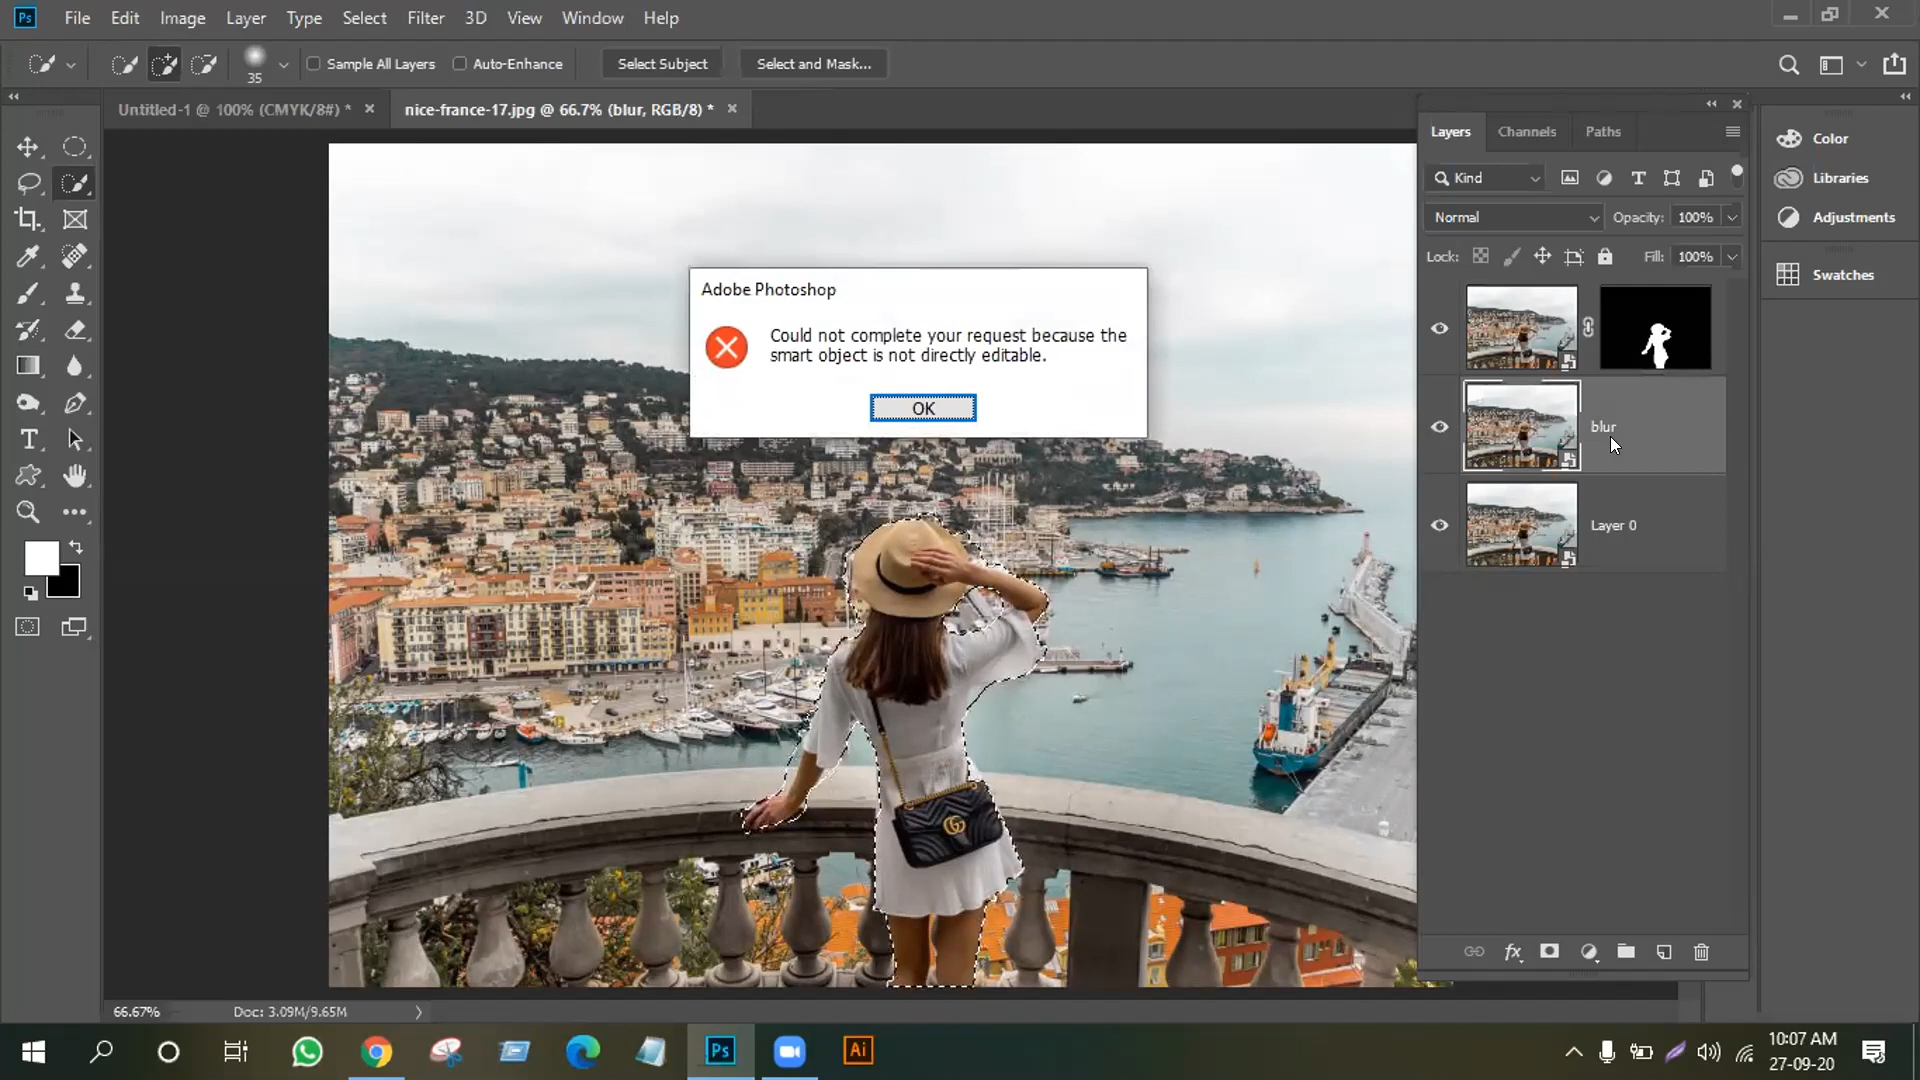 Ps File Edit Image Layer Type Select Filter 3D View Window Help
35 Sample All Layers Auto-Enhance Select Subject Select and Mask...
Untitled-1 @ 100% (CMYK/8#) * nice-france-17.jpg @ 66.7% (blur, RGB/8) *
Layers Channels Paths
Kind
Normal Opacity: 100%
Lock: Fill: 100%
blur
Layer 0
Color
Libraries
Adjustments
Swatches
Adobe Photoshop
Could not complete your request because the
smart object is not directly editable.
OK
T
66.67% Doc: 3.09M/9.65M
fx
Ps Ai
10:07 AM
27-09-20